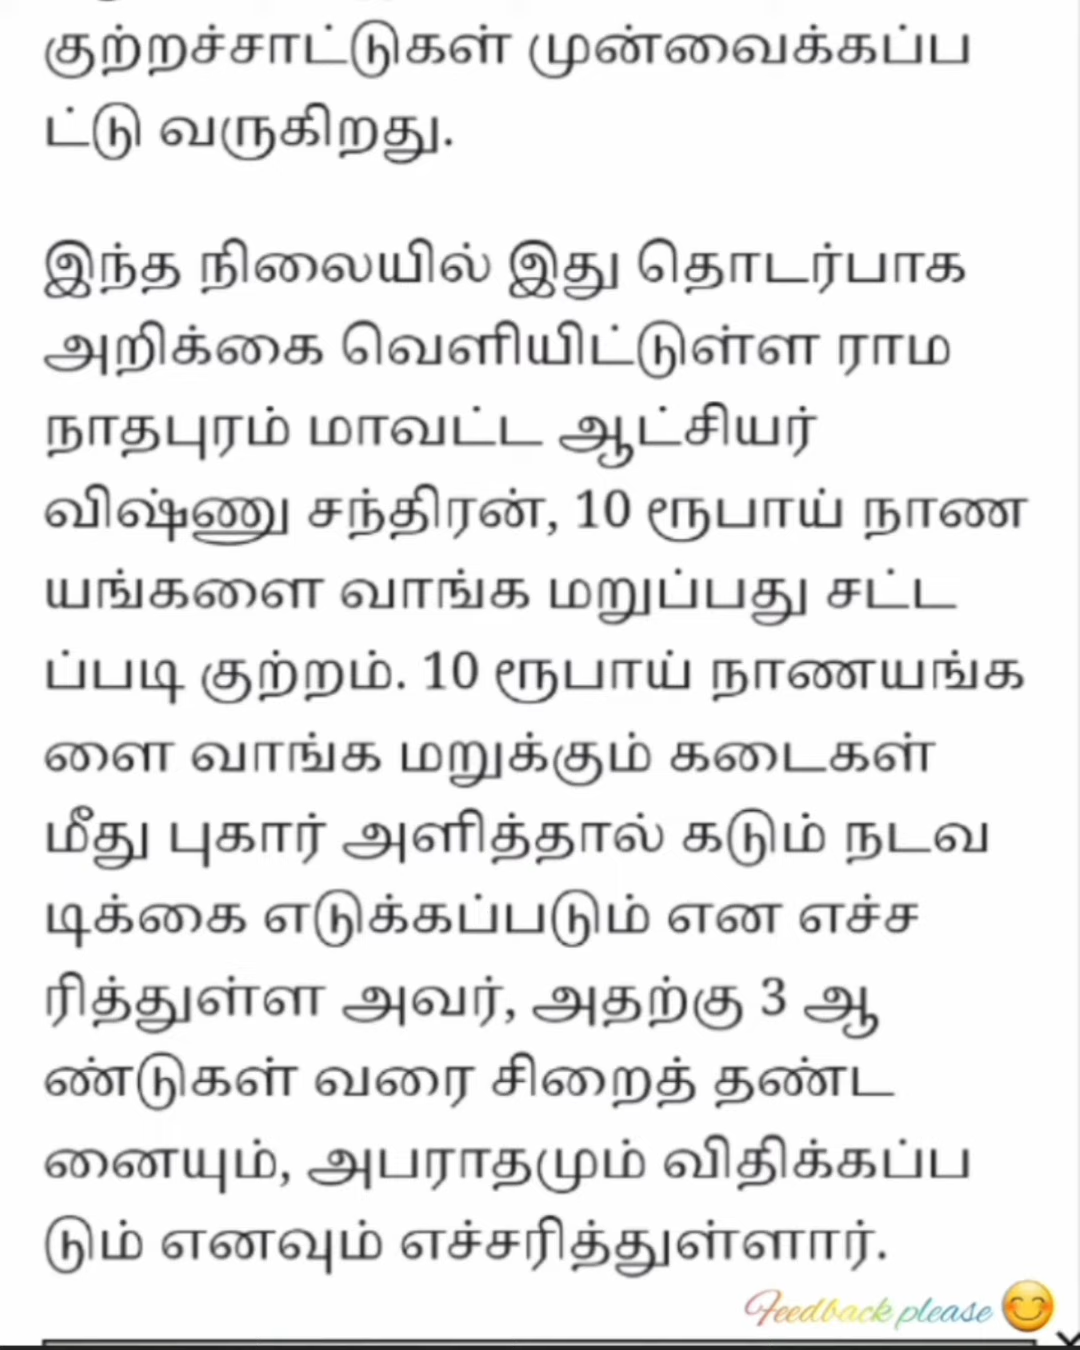 குற்றச்சாட்டுகள் முன்வைக்கப்ப
ட்டு வருகிறது.
இந்த நிலையில் இது தொடர்பாக
அறிக்கை வெளியிட்டுள்ள ராம
நாதபுரம் மாவட்ட ஆட்சியர்
விஷ்ணு சந்திரன், 10 ரூபாய் நாண
யங்களை வாங்க மறுப்பது சட்ட
ப்படி குற்றம். 10 ரூபாய் நாணயங்க
ளை வாங்க மறுக்கும் கடைகள்
மீது புகார் அளித்தால் கடும் நடவ
டிக்கை எடுக்கப்படும் என எச்ச
ரித்துள்ள அவர், அதற்கு 3 ஆ
ண்டுகள் வரை சிறைத் தண்ட
னையும், அபராதமும் விதிக்கப்ப
டும் எனவும் எச்சரித்துள்ளார்.
Feedback please 😊